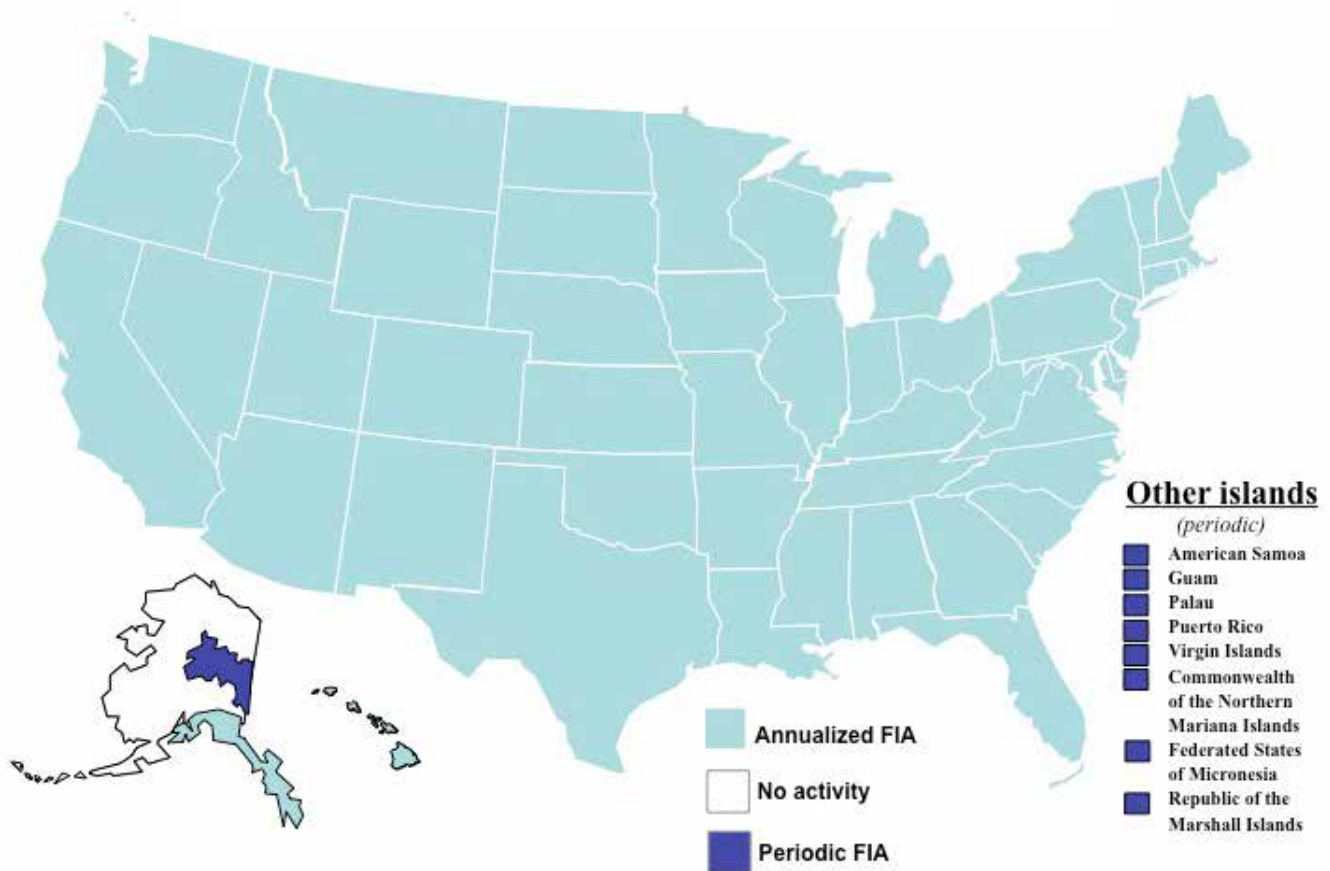 Other islands
(periodic)
American Samoa
Guam
Palau
Puerto Rico
Virgin Islands
Commonwealth
of the Northern
Mariana Islands
Federated States
of Micronesia
Republic of the
Marshall Islands
Annualized FIA
No activity
Periodic FIA